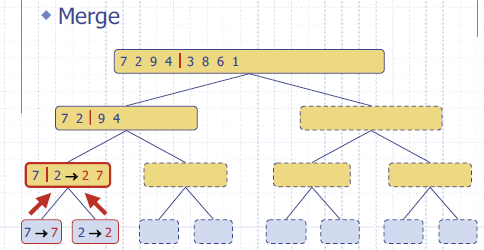 Merge
7 2 9 4 | 3 8 6 1
7 2 | 9 4
7 | 2 → 2 7
7 → 7
2 → 2